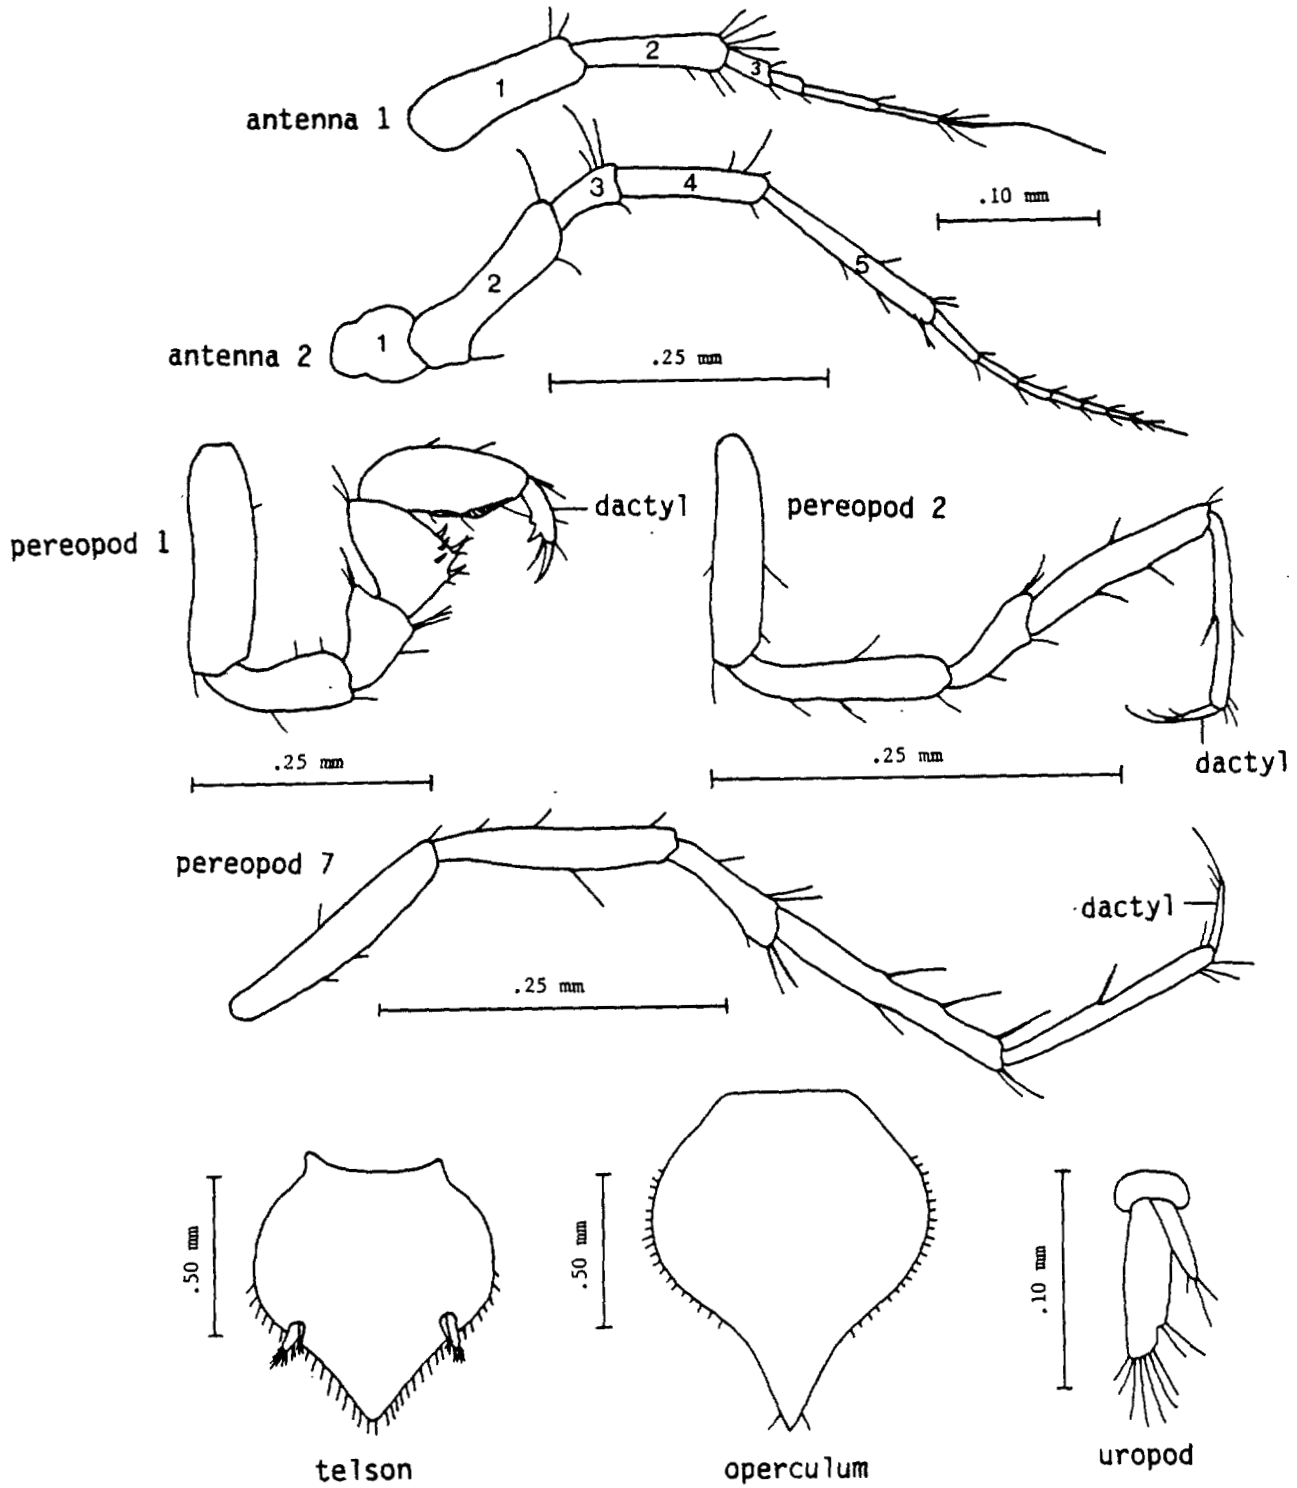 2
3
1
antenna 1
3
4
.10 mm
5
2
1
antenna 2
.25 mm
dactyl
pereopod 2
pereopod 1
.25 mm
.25 mm
dactyl
pereopod 7
dactyl
.25 mm
.50 mm
.50 mm
.10 mm
telson
operculum
uropod